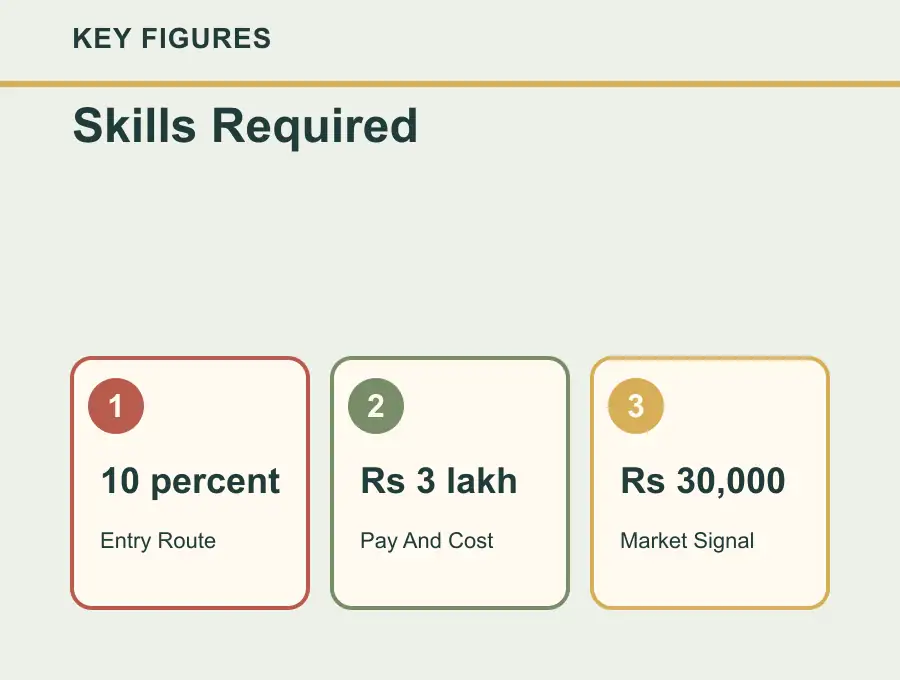 KEY FIGURES
Skills Required
1
10 percent
Entry Route
2
Rs 3 lakh
Pay And Cost
3
Rs 30,000
Market Signal